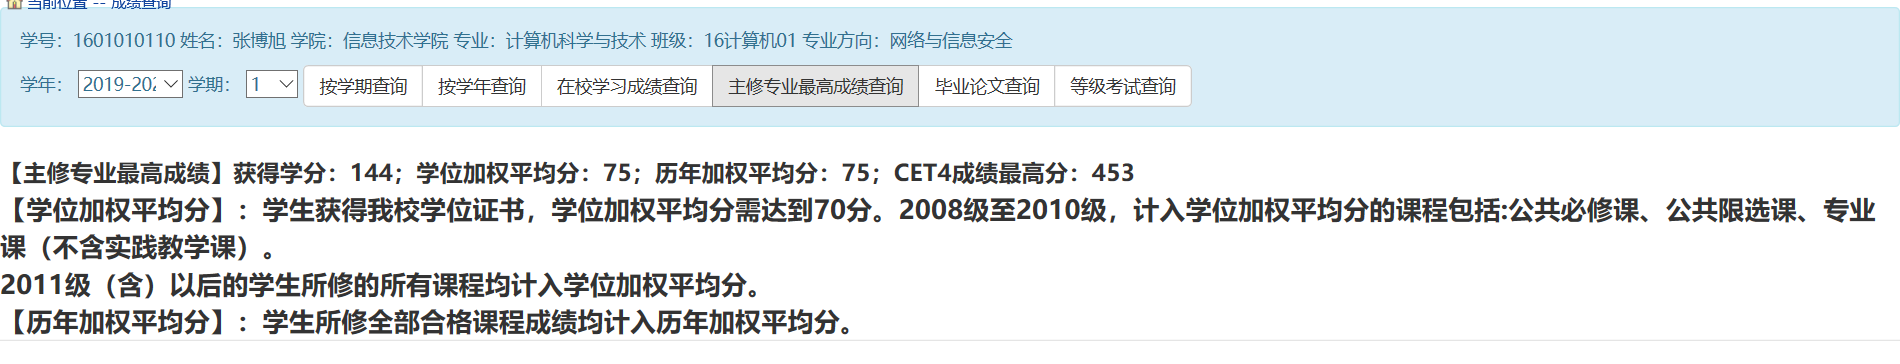 当前位置 -- 成绩查询
学号：1601010110 姓名：张博旭 学院：信息技术学院 专业：计算机科学与技术 班级：16计算机01 专业方向：网络与信息安全
学年： 2019-202 学期： 1 按学期查询 按学年查询 在校学习成绩查询 主修专业最高成绩查询 毕业论文查询 等级考试查询
【主修专业最高成绩】获得学分：144；学位加权平均分：75；历年加权平均分：75；CET4成绩最高分：453
【学位加权平均分】：学生获得我校学位证书，学位加权平均分需达到70分。2008级至2010级，计入学位加权平均分的课程包括:公共必修课、公共限选课、专业
课（不含实践教学课）。
2011级（含）以后的学生所修的所有课程均计入学位加权平均分。
【历年加权平均分】：学生所修全部合格课程成绩均计入历年加权平均分。